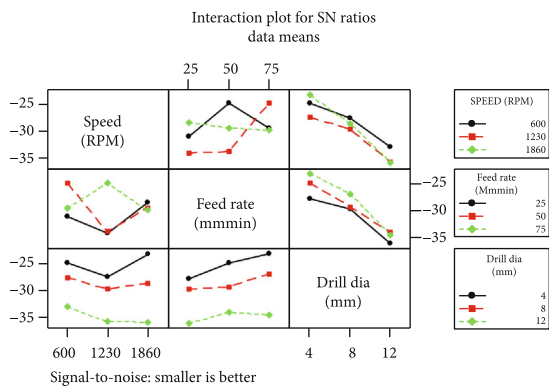 Interaction plot for SN ratios
data means
25 50 75
−25
−30
−35
Speed
(RPM)
SPEED (RPM)
600
1230
1860
Feed rate
(mmmin)
−25
−30
−35
Feed rate
(Mmmin)
25
50
75
−25
−30
−35
Drill dia
(mm)
Drill dia
(mm)
4
8
12
600 1230 1860
4 8 12
Signal-to-noise: smaller is better